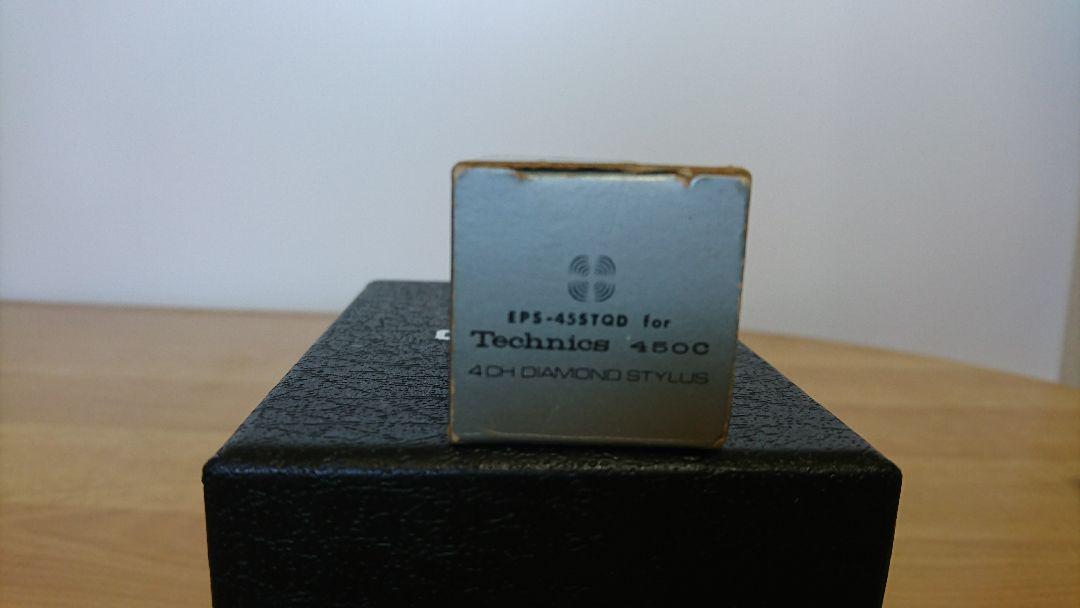 EPS-45STQD for
Technics 450C
4CH DIAMOND STYLUS